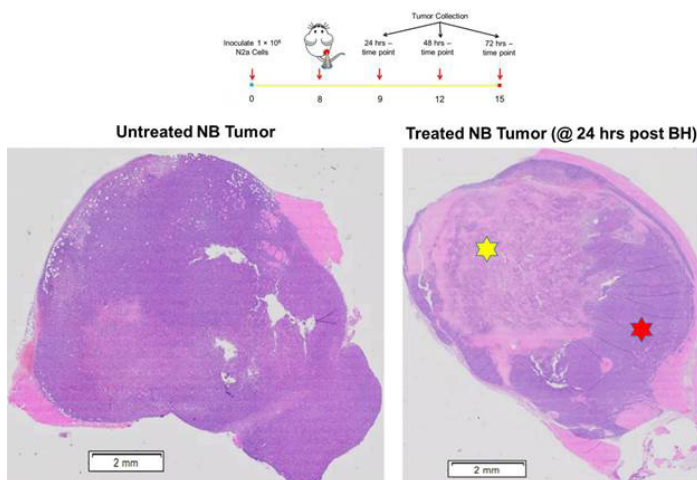 Tumor Collection
Inoculate 1 × 10⁶
N2a Cells
24 hrs –
time point
48 hrs –
time point
72 hrs –
time point
0
8
9
12
15
Untreated NB Tumor
Treated NB Tumor (@ 24 hrs post BH)
2 mm
2 mm